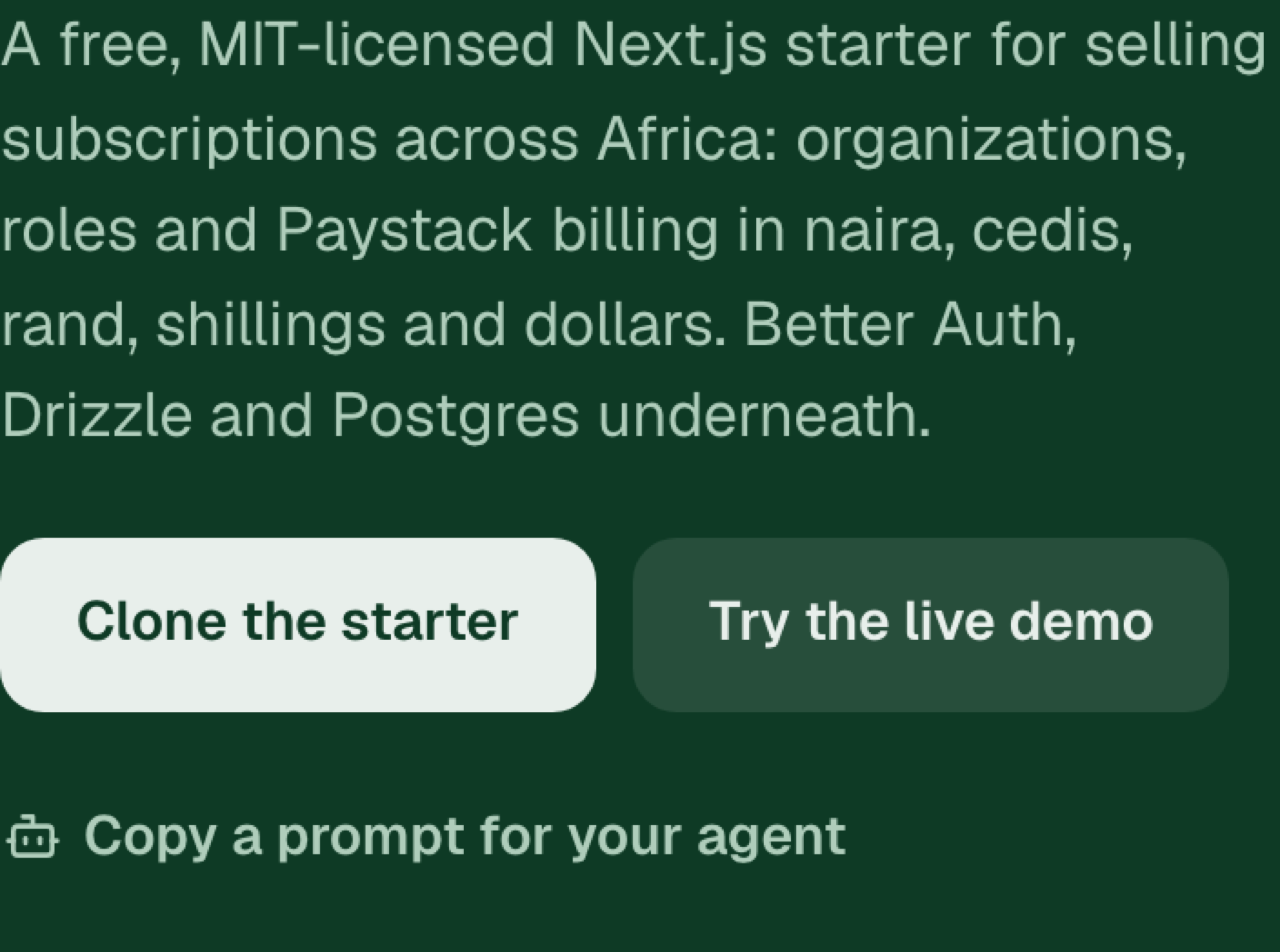 A free, MIT-licensed Next.js starter for selling
subscriptions across Africa: organizations,
roles and Paystack billing in naira, cedis,
rand, shillings and dollars. Better Auth,
Drizzle and Postgres underneath.
Clone the starter
Try the live demo
Copy a prompt for your agent